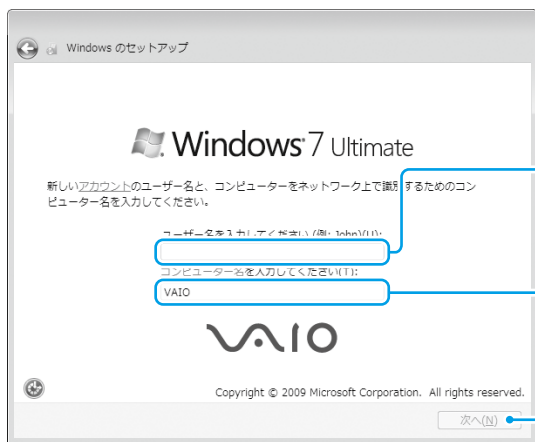 Windows のセットアップ
Windows 7 Ultimate
新しいアカウントのユーザー名と、コンピューターをネットワーク上で識別するためのコン
ピューター名を入力してください。
ユーザー名を入力してください (例: John)(U):
コンピューター名を入力してください(T):
VAIO
VAIO
Copyright © 2009 Microsoft Corporation. All rights reserved.
次へ(N)